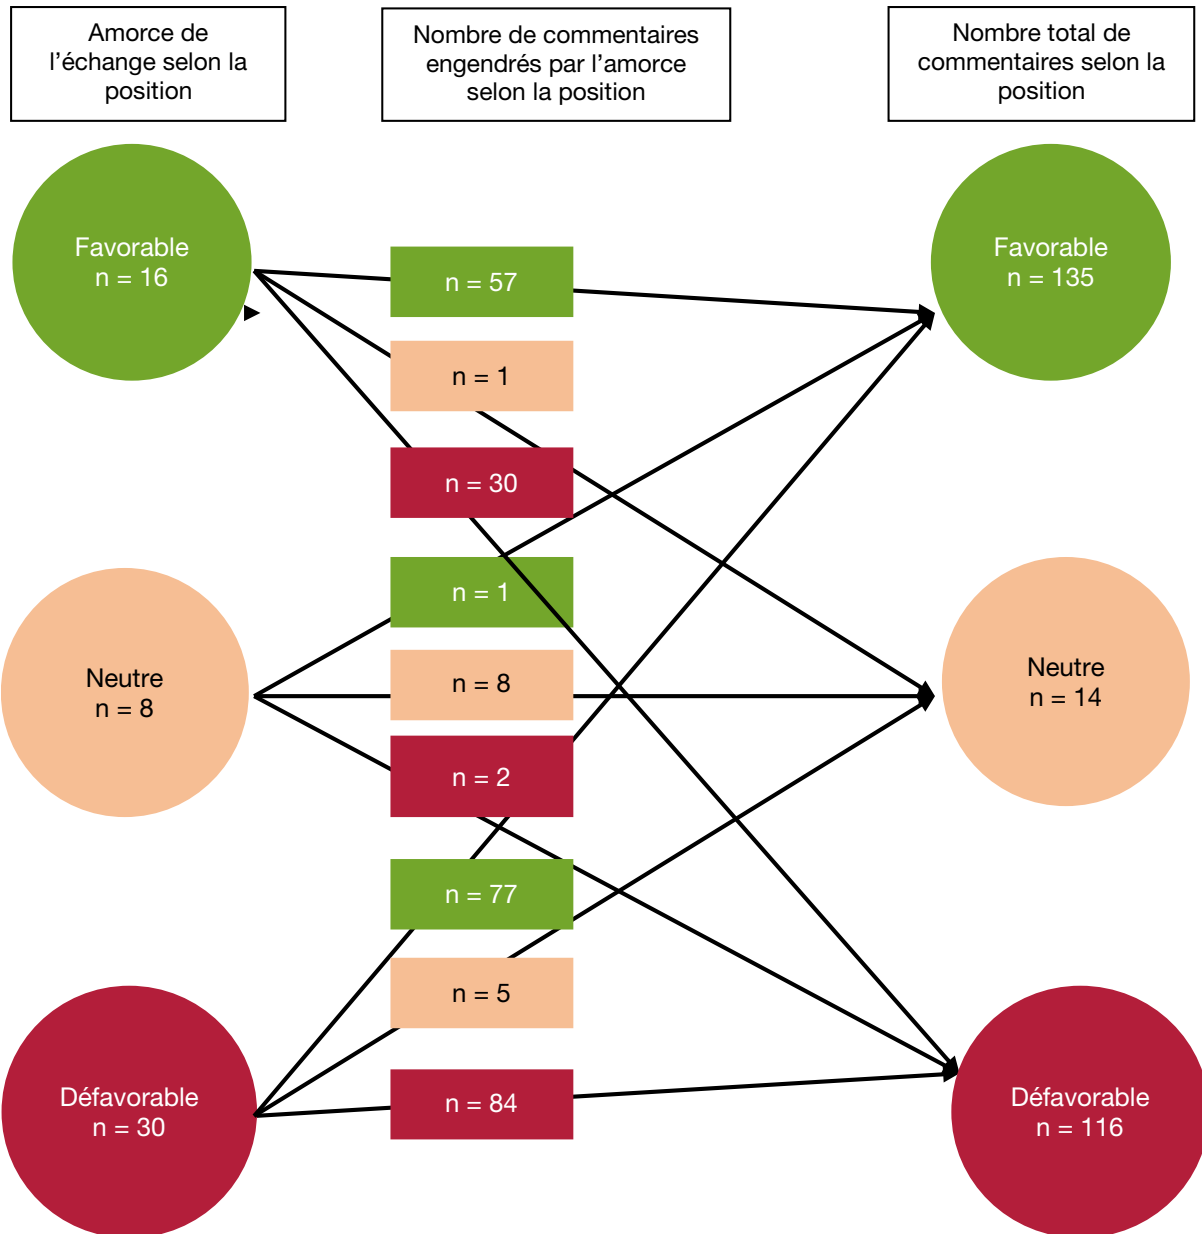 Amorce de
l’échange selon la
position
Nombre de commentaires
engendrés par l’amorce
selon la position
Nombre total de
commentaires selon la
position
Favorable
n = 16
n = 57
n = 1
n = 30
Favorable
n = 135
Neutre
n = 8
n = 1
n = 8
n = 2
Neutre
n = 14
Défavorable
n = 30
n = 77
n = 5
n = 84
Défavorable
n = 116